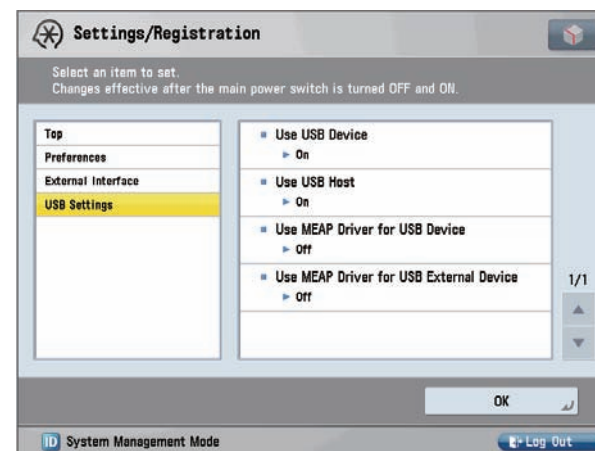 Settings/Registration
Select an item to set.
Changes effective after the main power switch is turned OFF and ON.
Top
Preferences
External Interface
USB Settings
Use USB Device
On
Use USB Host
On
Use MEAP Driver for USB Device
Off
Use MEAP Driver for USB External Device
Off
1/1
OK
ID System Management Mode
Log Out